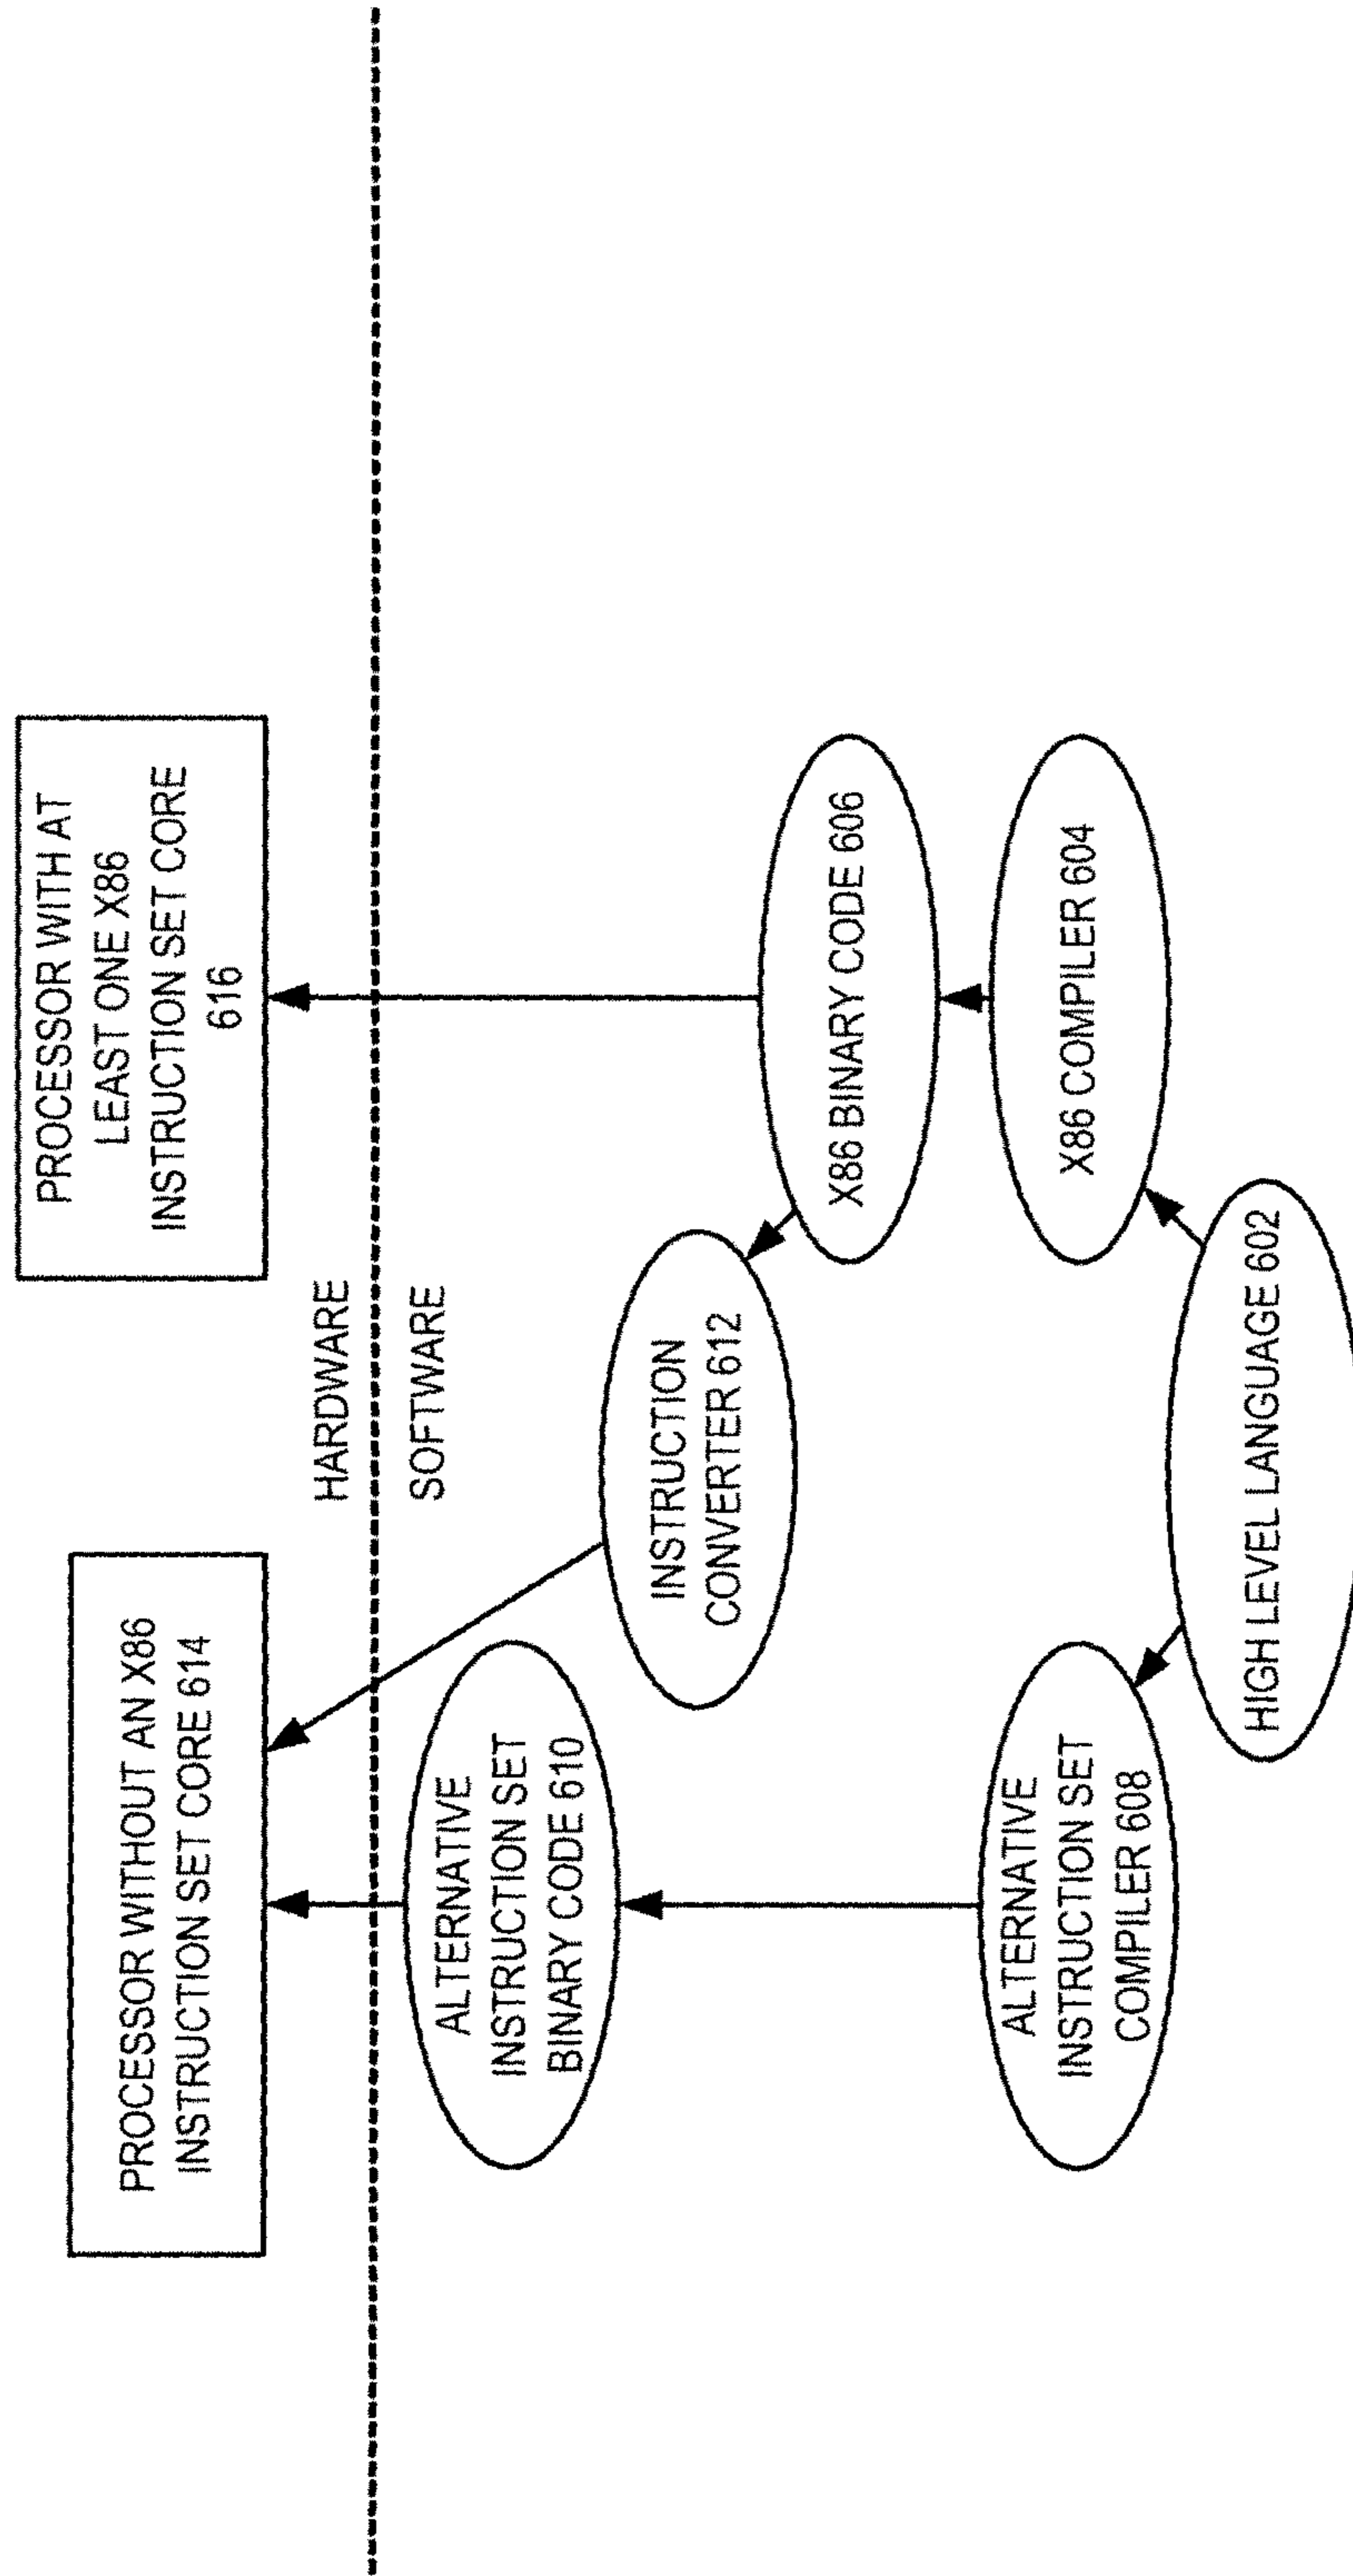 PROCESSOR WITHOUT AN X86
INSTRUCTION SET CORE 614
PROCESSOR WITH AT
LEAST ONE X86
INSTRUCTION SET CORE
616
HARDWARE
SOFTWARE
ALTERNATIVE
INSTRUCTION SET
BINARY CODE 610
INSTRUCTION
CONVERTER 612
X86 BINARY CODE 606
ALTERNATIVE
INSTRUCTION SET
COMPILER 608
X86 COMPILER 604
HIGH LEVEL LANGUAGE 602